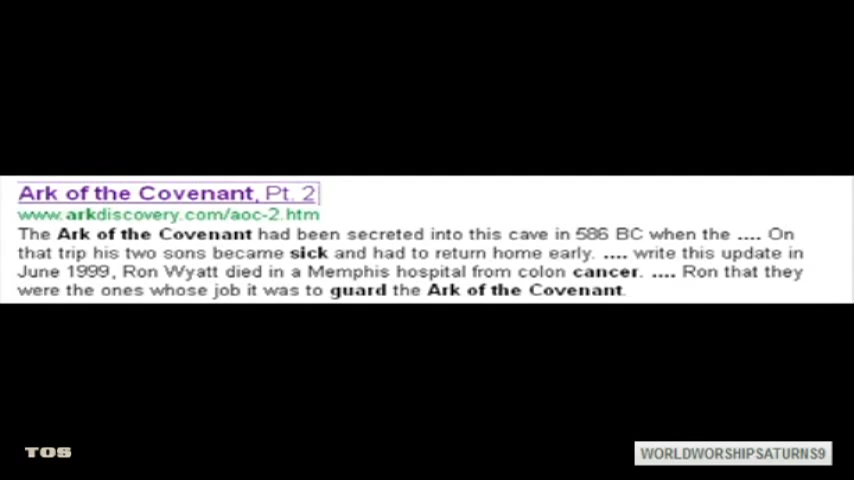 Ark of the Covenant, Pt. 2
www.arkdiscovery.com/aoc-2.htm
The Ark of the Covenant had been secreted into this cave in 586 BC when the .... On
that trip his two sons became sick and had to return home early. .... write this update in
June 1999, Ron Wyatt died in a Memphis hospital from colon cancer. .... Ron that they
were the ones whose job it was to guard the Ark of the Covenant.
TOS
WORLDWORSHIPSATURNS9